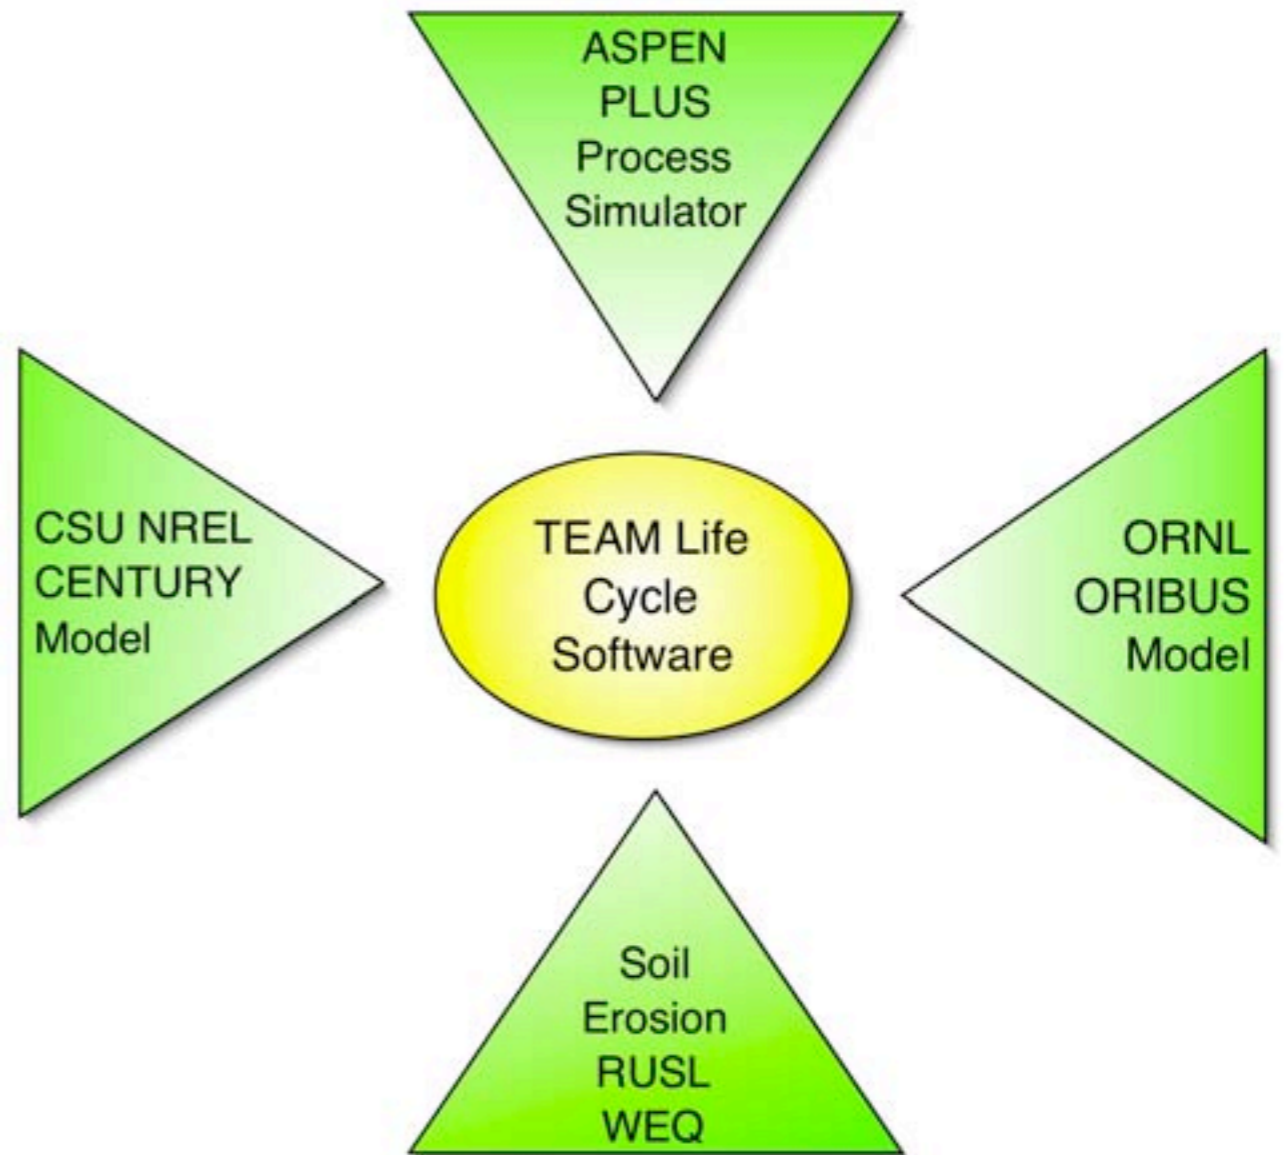 ASPEN
PLUS
Process
Simulator
CSU NREL
CENTURY
Model
TEAM Life
Cycle
Software
ORNL
ORIBUS
Model
Soil
Erosion
RUSL
WEQ